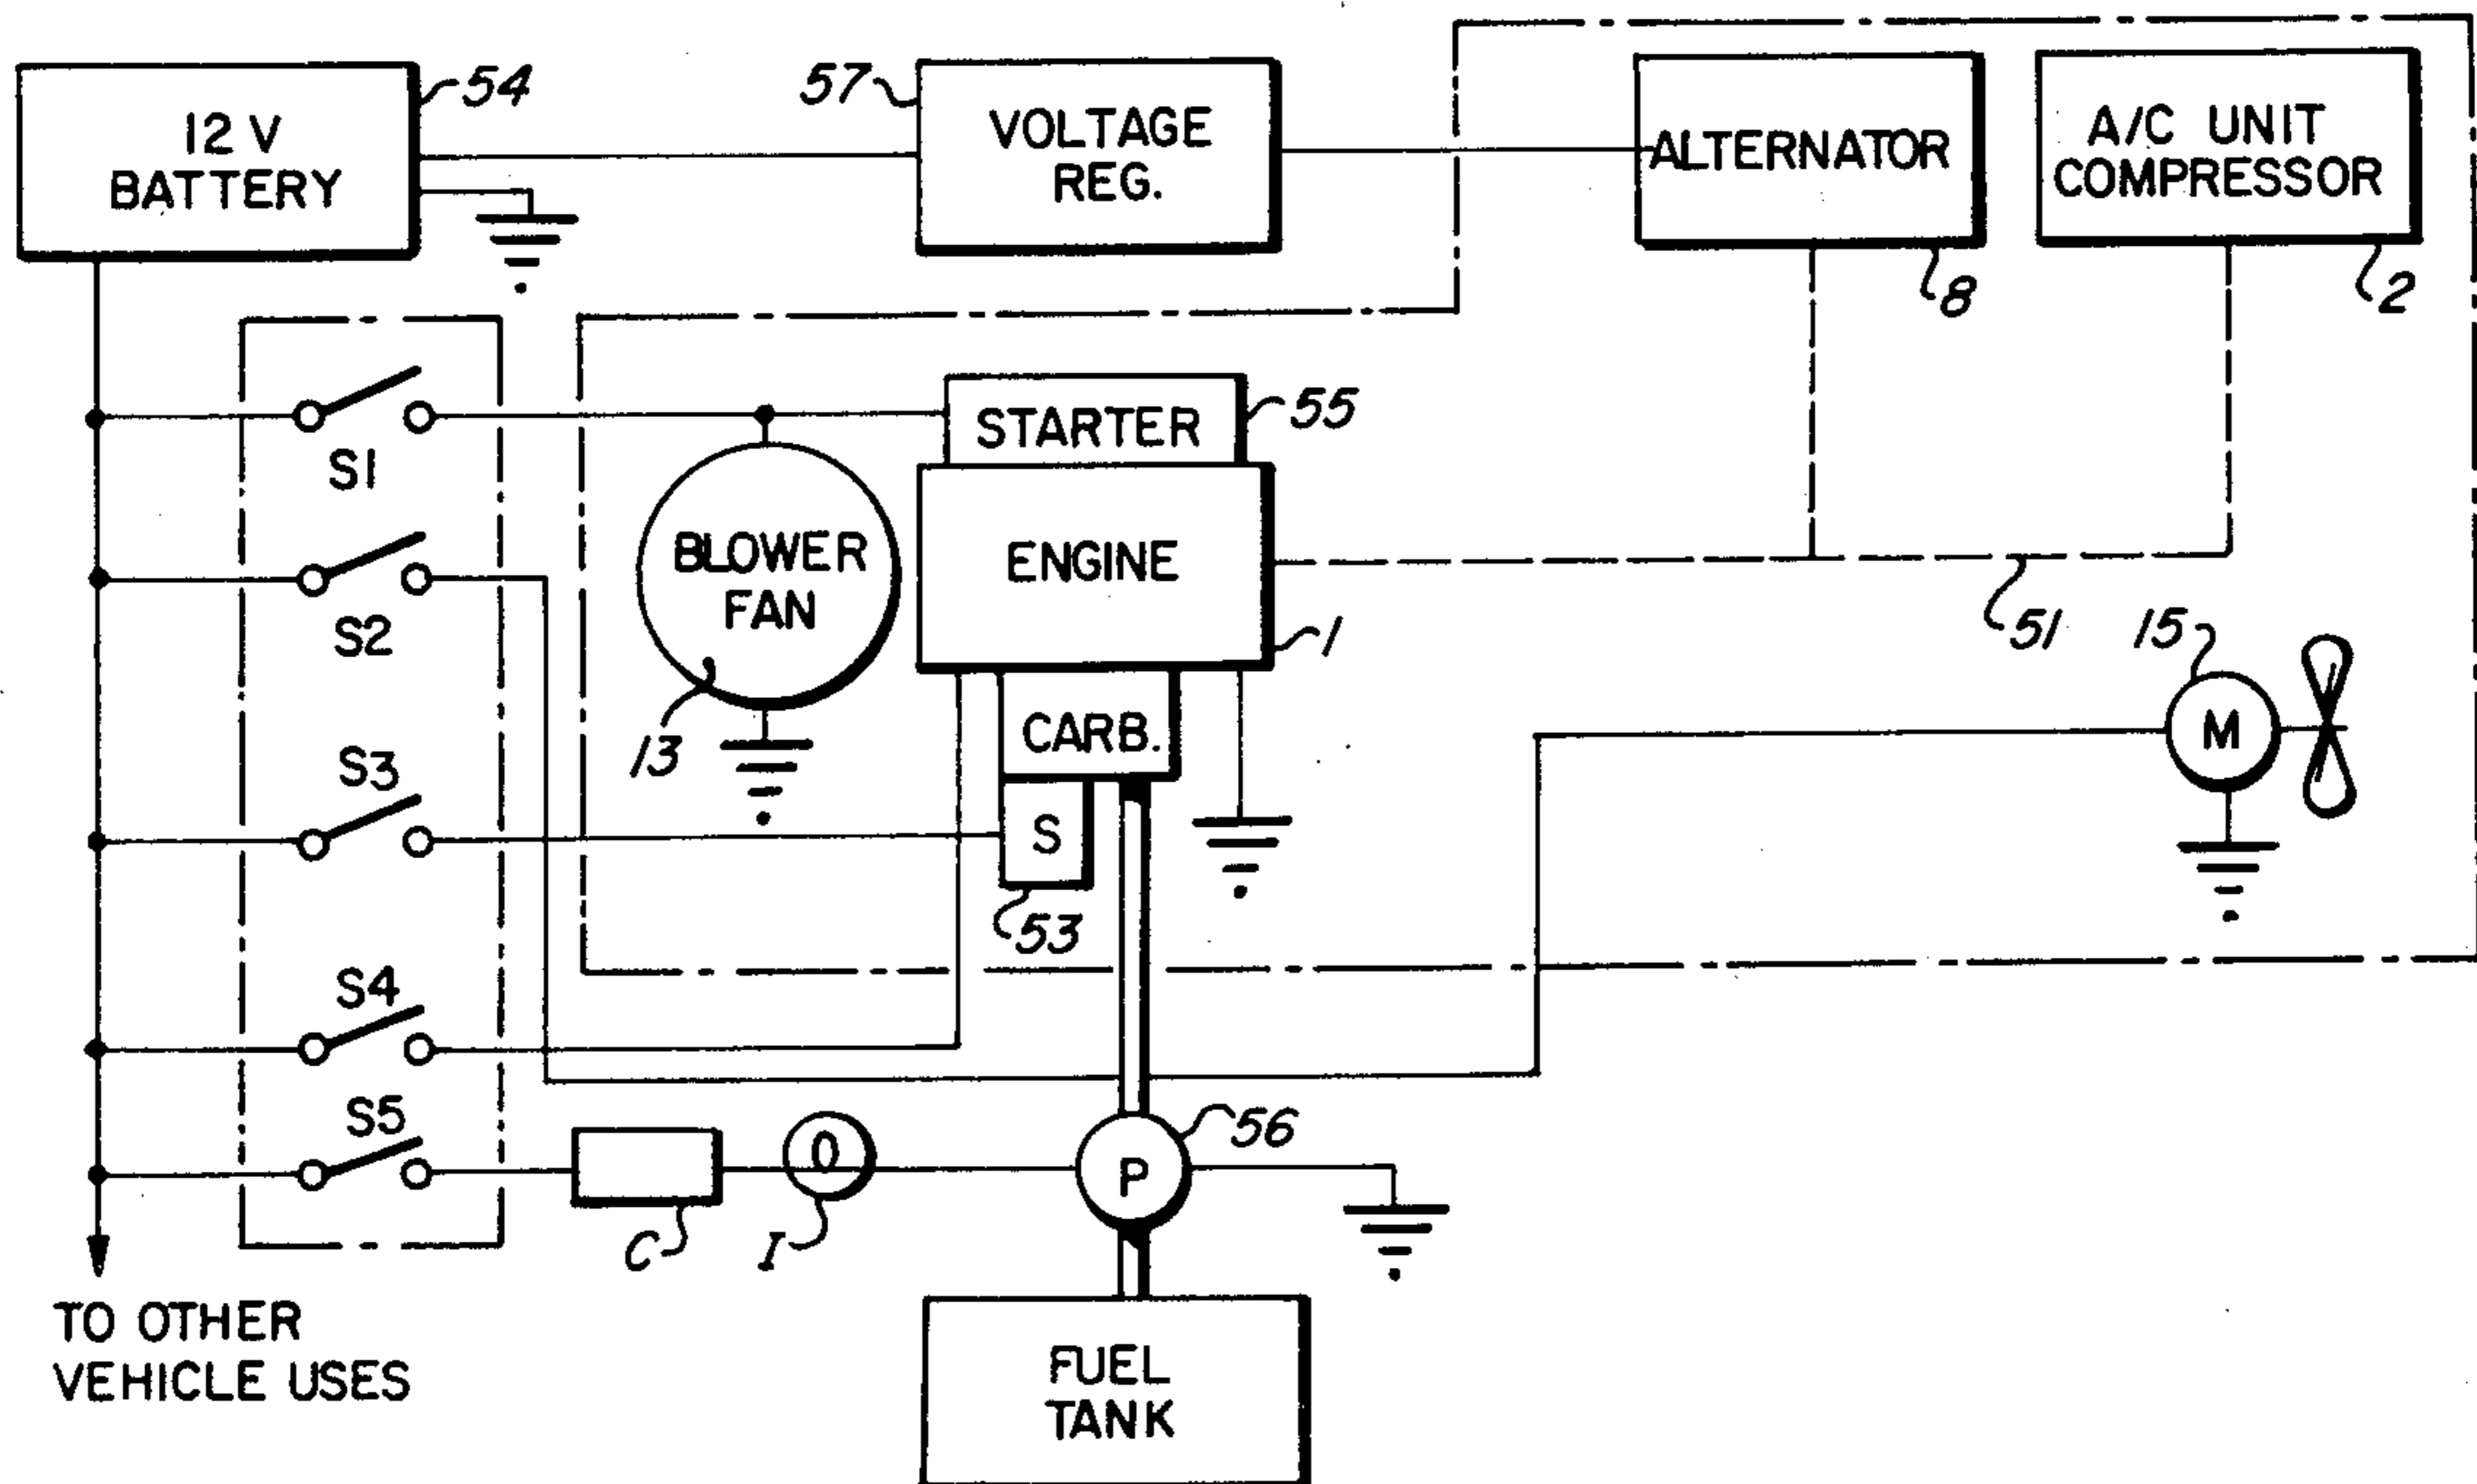 12 V
BATTERY
54
57
VOLTAGE
REG.
ALTERNATOR
8
A/C UNIT
COMPRESSOR
2
S1
STARTER
55
BLOWER
FAN
13
ENGINE
1
51
S2
15
M
CARB.
S3
S
53
S4
S5
C
I
56
P
TO OTHER
VEHICLE USES
FUEL
TANK